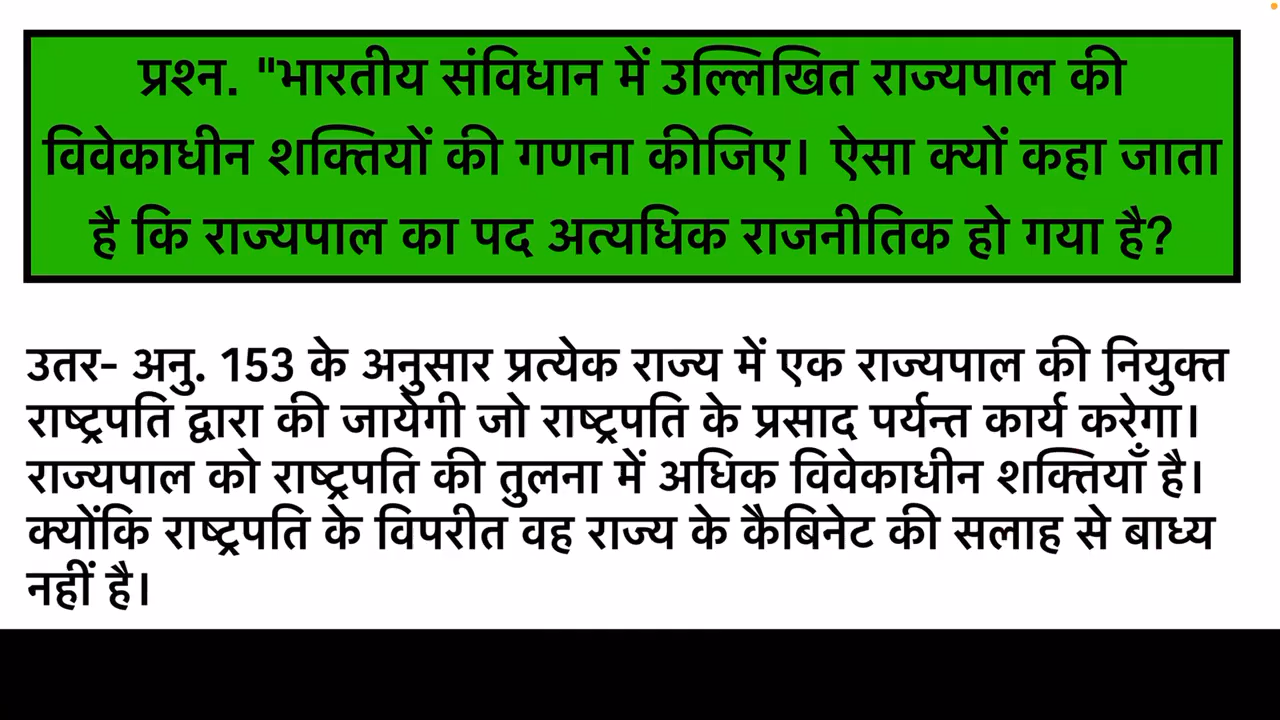 प्रश्न. "भारतीय संविधान में उल्लिखित राज्यपाल की
विवेकाधीन शक्तियों की गणना कीजिए। ऐसा क्यों कहा जाता
है कि राज्यपाल का पद अत्यधिक राजनीतिक हो गया है?
उतर- अनु. 153 के अनुसार प्रत्येक राज्य में एक राज्यपाल की नियुक्त
राष्ट्रपति द्वारा की जायेगी जो राष्ट्रपति के प्रसाद पर्यन्त कार्य करेगा।
राज्यपाल को राष्ट्रपति की तुलना में अधिक विवेकाधीन शक्तियाँ है।
क्योंकि राष्ट्रपति के विपरीत वह राज्य के कैबिनेट की सलाह से बाध्य
नहीं है।